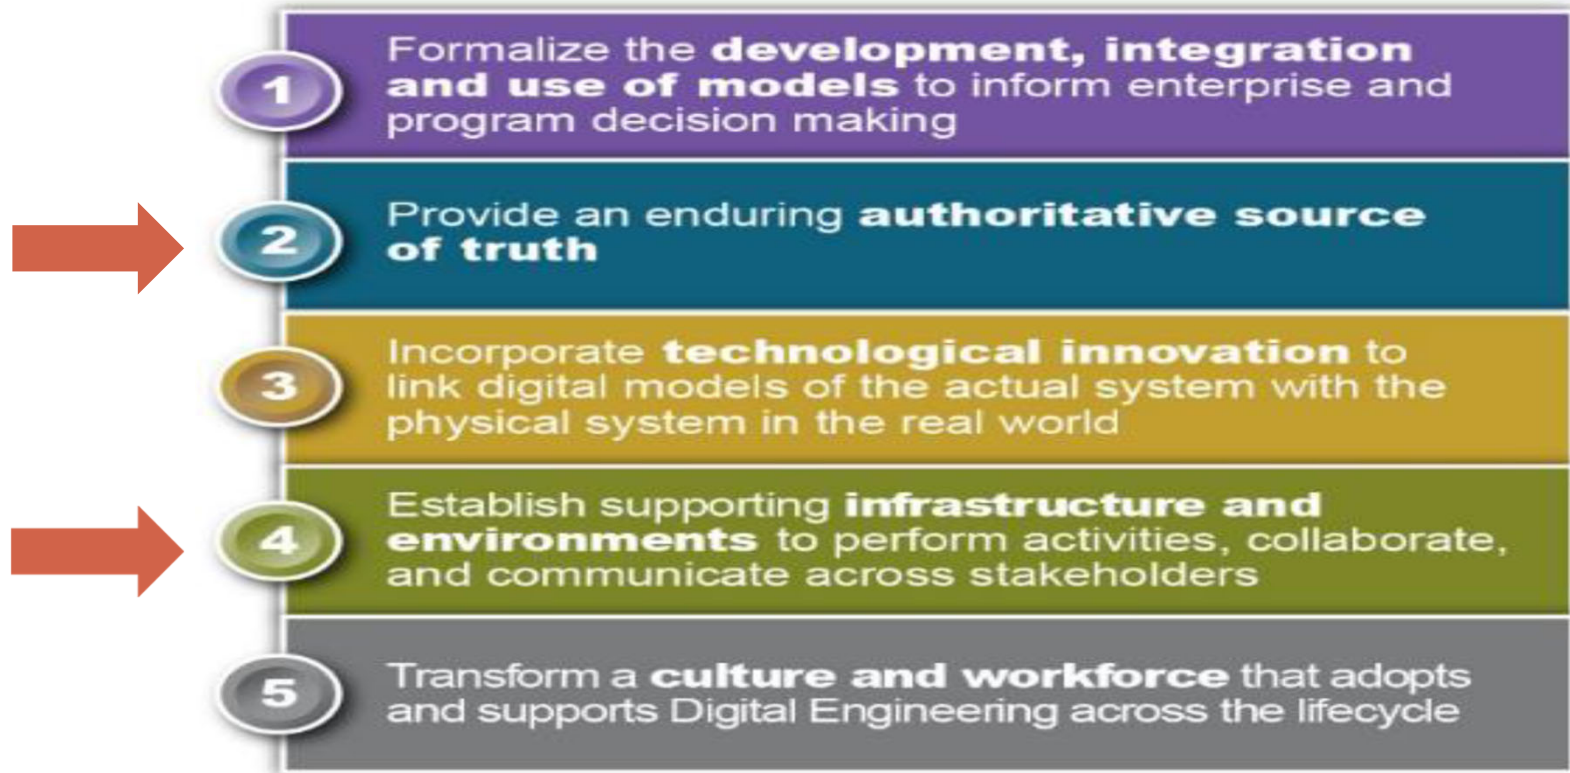 1
Formalize the development, integration
and use of models to inform enterprise and
program decision making
2
Provide an enduring authoritative source
of truth
3
Incorporate technological innovation to
link digital models of the actual system with the
physical system in the real world
4
Establish supporting infrastructure and
environments to perform activities, collaborate,
and communicate across stakeholders
5
Transform a culture and workforce that adopts
and supports Digital Engineering across the lifecycle